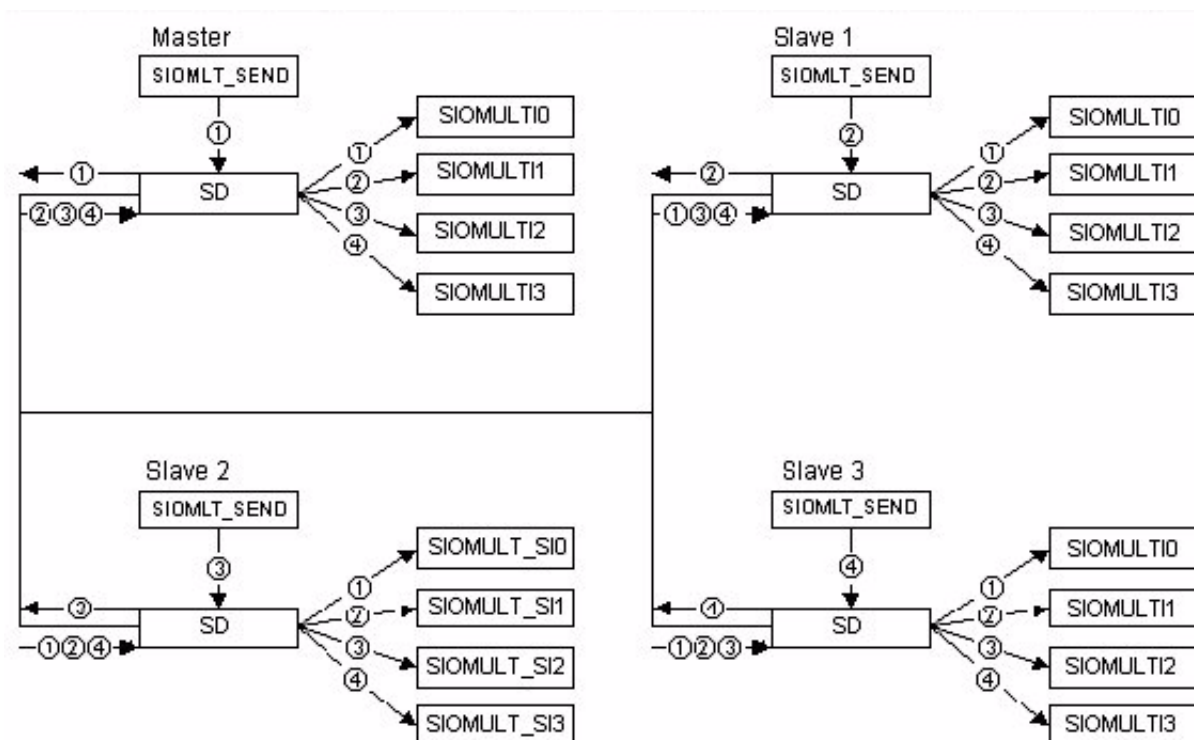 Master
SIOMLT_SEND
①
SIOMULTI0
SIOMULTI1
SIOMULTI2
SIOMULTI3
①
②
③
④
①
SD
②③④
Slave 1
SIOMLT_SEND
②
SIOMULTI0
SIOMULTI1
SIOMULTI2
SIOMULTI3
①
②
③
④
②
SD
①③④
Slave 2
SIOMLT_SEND
③
SIOMULT_SI0
SIOMULT_SI1
SIOMULT_SI2
SIOMULT_SI3
①
②
③
④
③
SD
①②④
Slave 3
SIOMLT_SEND
④
SIOMULTI0
SIOMULTI1
SIOMULTI2
SIOMULTI3
①
②
③
④
④
SD
①②③